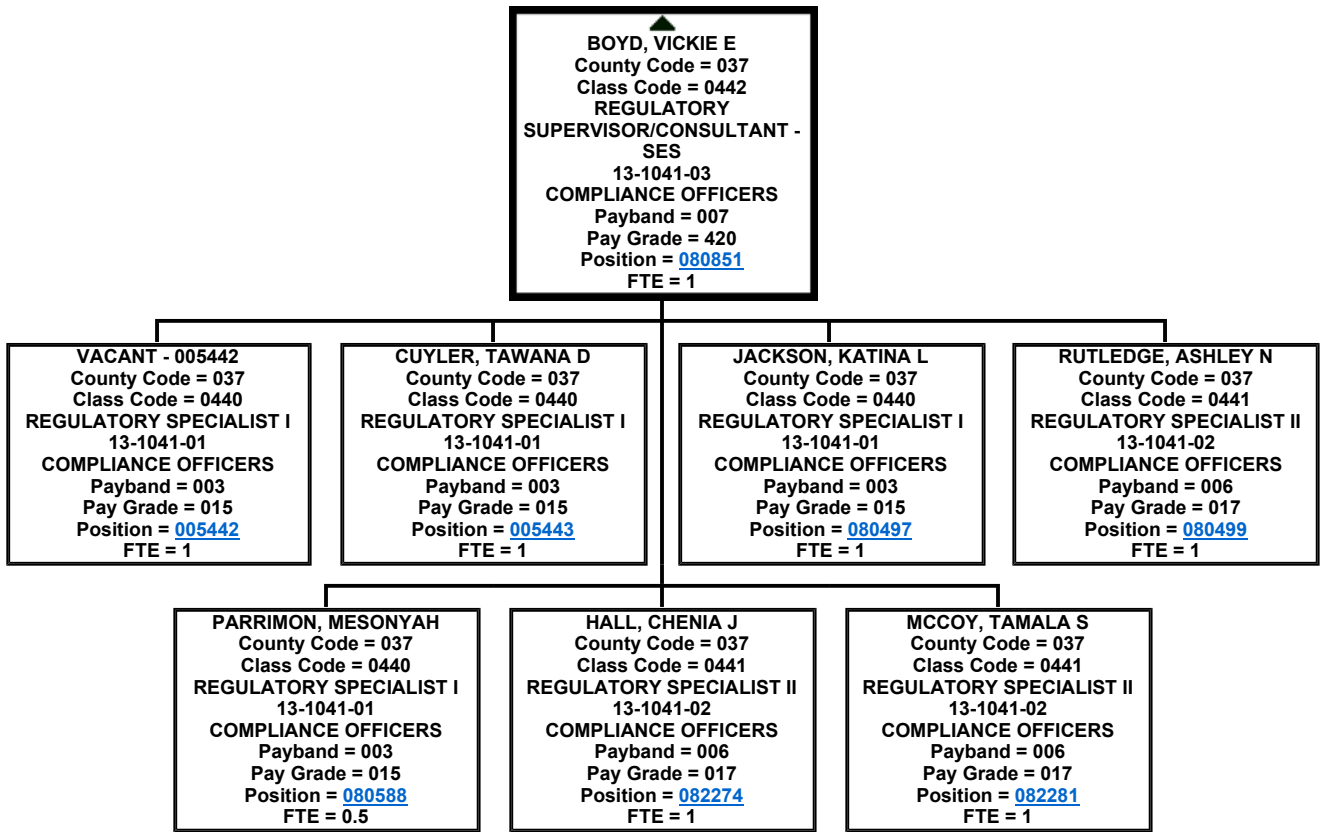 BOYD, VICKIE E
County Code = 037
Class Code = 0442
REGULATORY
SUPERVISOR/CONSULTANT -
SES
13-1041-03
COMPLIANCE OFFICERS
Payband = 007
Pay Grade = 420
Position = 080851
FTE = 1
VACANT - 005442
County Code = 037
Class Code = 0440
REGULATORY SPECIALIST I
13-1041-01
COMPLIANCE OFFICERS
Payband = 003
Pay Grade = 015
Position = 005442
FTE = 1
CUYLER, TAWANA D
County Code = 037
Class Code = 0440
REGULATORY SPECIALIST I
13-1041-01
COMPLIANCE OFFICERS
Payband = 003
Pay Grade = 015
Position = 005443
FTE = 1
JACKSON, KATINA L
County Code = 037
Class Code = 0440
REGULATORY SPECIALIST I
13-1041-01
COMPLIANCE OFFICERS
Payband = 003
Pay Grade = 015
Position = 080497
FTE = 1
RUTLEDGE, ASHLEY N
County Code = 037
Class Code = 0441
REGULATORY SPECIALIST II
13-1041-02
COMPLIANCE OFFICERS
Payband = 006
Pay Grade = 017
Position = 080499
FTE = 1
PARRIMON, MESONYAH
County Code = 037
Class Code = 0440
REGULATORY SPECIALIST I
13-1041-01
COMPLIANCE OFFICERS
Payband = 003
Pay Grade = 015
Position = 080588
FTE = 0.5
HALL, CHENIA J
County Code = 037
Class Code = 0441
REGULATORY SPECIALIST II
13-1041-02
COMPLIANCE OFFICERS
Payband = 006
Pay Grade = 017
Position = 082274
FTE = 1
MCCOY, TAMALA S
County Code = 037
Class Code = 0441
REGULATORY SPECIALIST II
13-1041-02
COMPLIANCE OFFICERS
Payband = 006
Pay Grade = 017
Position = 082281
FTE = 1